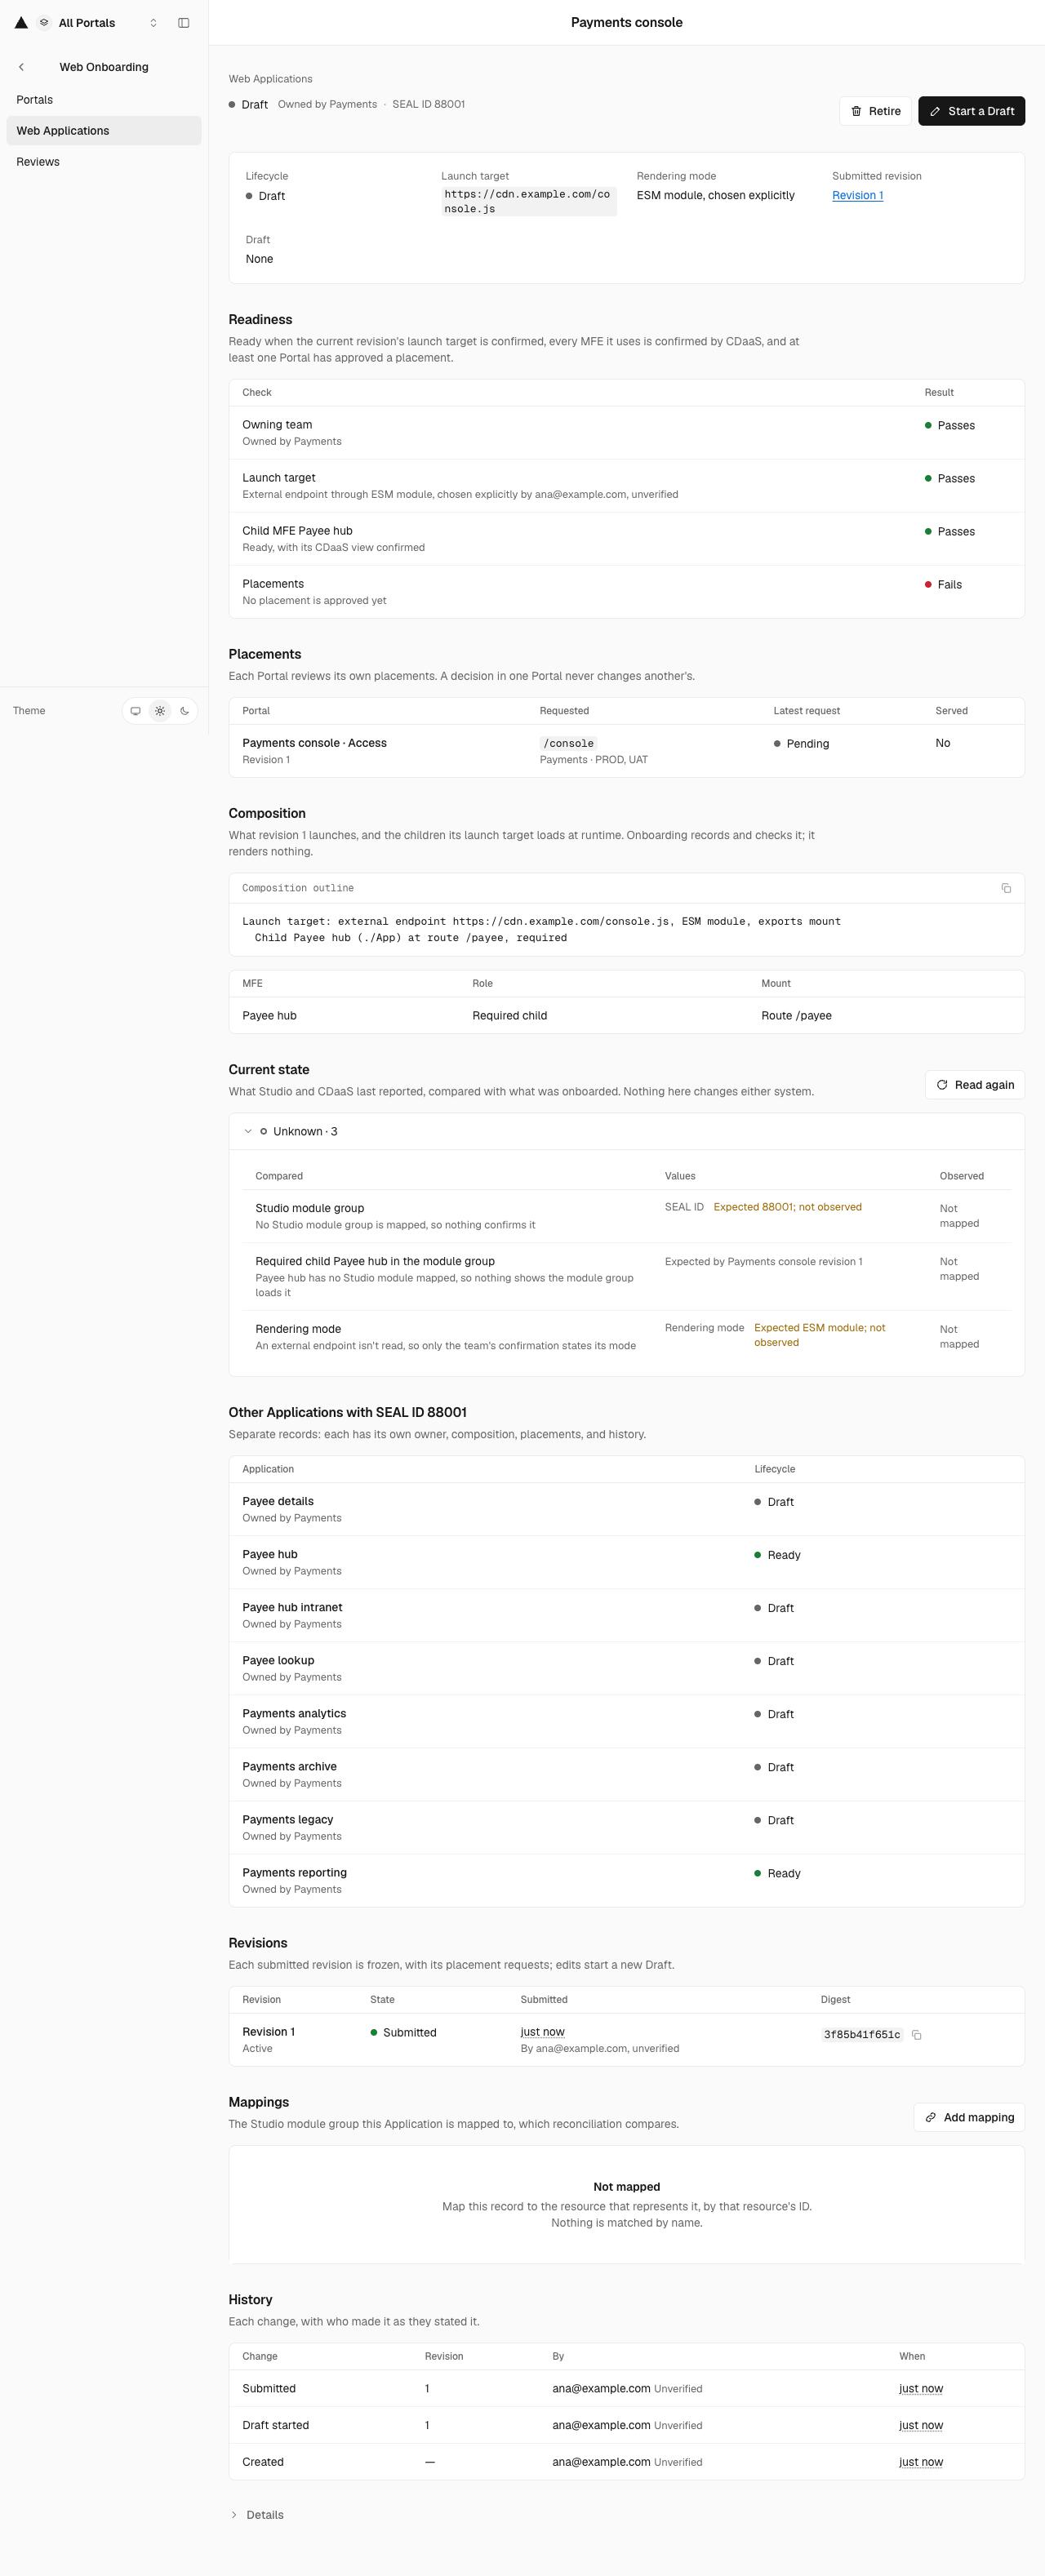 All Portals
Payments console
Web Onboarding
Portals
Web Applications
Reviews
Theme
Web Applications
Draft Owned by Payments · SEAL ID 88001
Retire
Start a Draft
Lifecycle
Draft
Launch target
https://cdn.example.com/co
nsole.js
Rendering mode
ESM module, chosen explicitly
Submitted revision
Revision 1
Draft
None
Readiness
Ready when the current revision's launch target is confirmed, every MFE it uses is confirmed by CDaaS, and at
least one Portal has approved a placement.
Check Result
Owning team Passes
Owned by Payments
Launch target Passes
External endpoint through ESM module, chosen explicitly by ana@example.com, unverified
Child MFE Payee hub Passes
Ready, with its CDaaS view confirmed
Placements Fails
No placement is approved yet
Placements
Each Portal reviews its own placements. A decision in one Portal never changes another's.
Portal Requested Latest request Served
Payments console · Access /console Pending No
Revision 1 Payments · PROD, UAT
Composition
What revision 1 launches, and the children its launch target loads at runtime. Onboarding records and checks it; it
renders nothing.
Composition outline
Launch target: external endpoint https://cdn.example.com/console.js, ESM module, exports mount
Child Payee hub (./App) at route /payee, required
MFE Role Mount
Payee hub Required child Route /payee
Current state
What Studio and CDaaS last reported, compared with what was onboarded. Nothing here changes either system.
Read again
Unknown · 3
Compared Values Observed
Studio module group
No Studio module group is mapped, so nothing confirms it
SEAL ID Expected 88001; not observed
Not
mapped
Required child Payee hub in the module group
Payee hub has no Studio module mapped, so nothing shows the module group
loads it
Expected by Payments console revision 1
Not
mapped
Rendering mode
An external endpoint isn't read, so only the team's confirmation states its mode
Rendering mode Expected ESM module; not
observed
Not
mapped
Other Applications with SEAL ID 88001
Separate records: each has its own owner, composition, placements, and history.
Application Lifecycle
Payee details Draft
Owned by Payments
Payee hub Ready
Owned by Payments
Payee hub intranet Draft
Owned by Payments
Payee lookup Draft
Owned by Payments
Payments analytics Draft
Owned by Payments
Payments archive Draft
Owned by Payments
Payments legacy Draft
Owned by Payments
Payments reporting Ready
Owned by Payments
Revisions
Each submitted revision is frozen, with its placement requests; edits start a new Draft.
Revision State Submitted Digest
Revision 1 Submitted just now 3f85b41f651c
Active By ana@example.com, unverified
Mappings
The Studio module group this Application is mapped to, which reconciliation compares.
Add mapping
Not mapped
Map this record to the resource that represents it, by that resource's ID.
Nothing is matched by name.
History
Each change, with who made it as they stated it.
Change Revision By When
Submitted 1 ana@example.com Unverified just now
Draft started 1 ana@example.com Unverified just now
Created — ana@example.com Unverified just now
Details